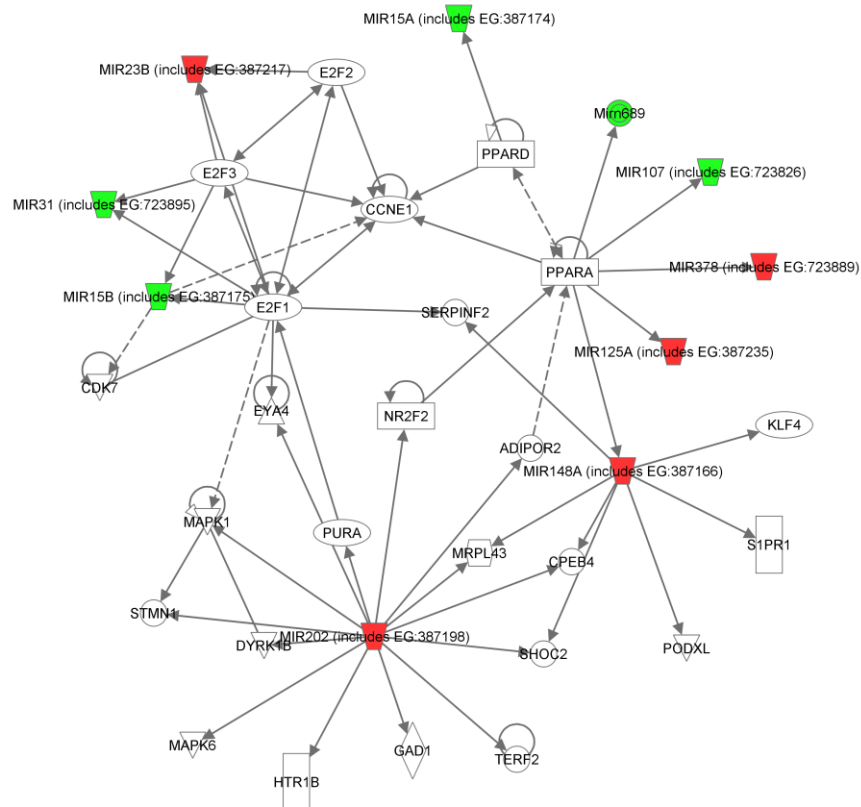 MIR15A (includes EG:387174)
MIR23B (includes EG:387217)
E2F2
Mirn689
PPARD
MIR107 (includes EG:723826)
E2F3
MIR31 (includes EG:723895)
CCNE1
PPARA
MIR378 (includes EG:723889)
MIR15B (includes EG:387175)
E2F1
SERPINF2
MIR125A (includes EG:387235)
CDK7
EYA4
NR2F2
KLF4
ADIPOR2
MIR148A (includes EG:387166)
MAPK1
PURA
S1PR1
MRPL43
CPEB4
STMN1
MIR202 (includes EG:387198)
DYRK1B
SHOC2
PODXL
MAPK6
GAD1
TERF2
HTR1B